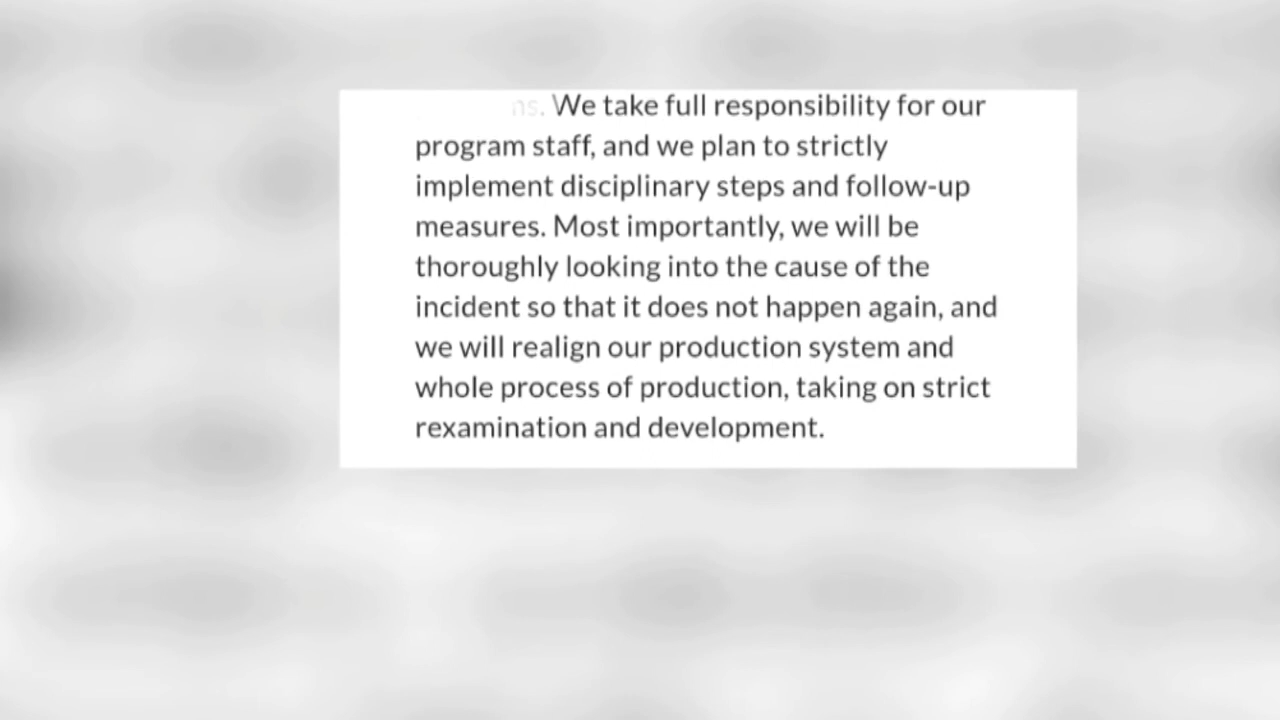 ns. We take full responsibility for our
program staff, and we plan to strictly
implement disciplinary steps and follow-up
measures. Most importantly, we will be
thoroughly looking into the cause of the
incident so that it does not happen again, and
we will realign our production system and
whole process of production, taking on strict
rexamination and development.